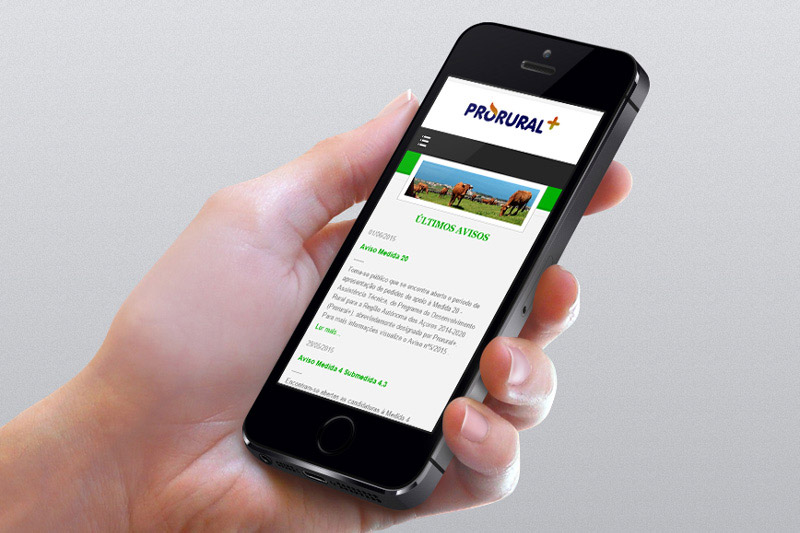 PRORURAL+
ÚLTIMOS AVISOS
01/06/2015
Aviso Medida 20
Torna-se público que se encontra aberto o período de
apresentação de pedidos de apoio à Medida 20 -
Assistência Técnica, do Programa de Desenvolvimento
Rural para a Região Autónoma dos Açores 2014-2020
(Prorural+), abreviadamente designada por Prorural+.
Para mais informações visualize o Aviso nº5/2015
Ler mais...
29/05/2015
Aviso Medida 4 Submedida 4.3
Encontram-se abertas as candidaturas à Medida 4